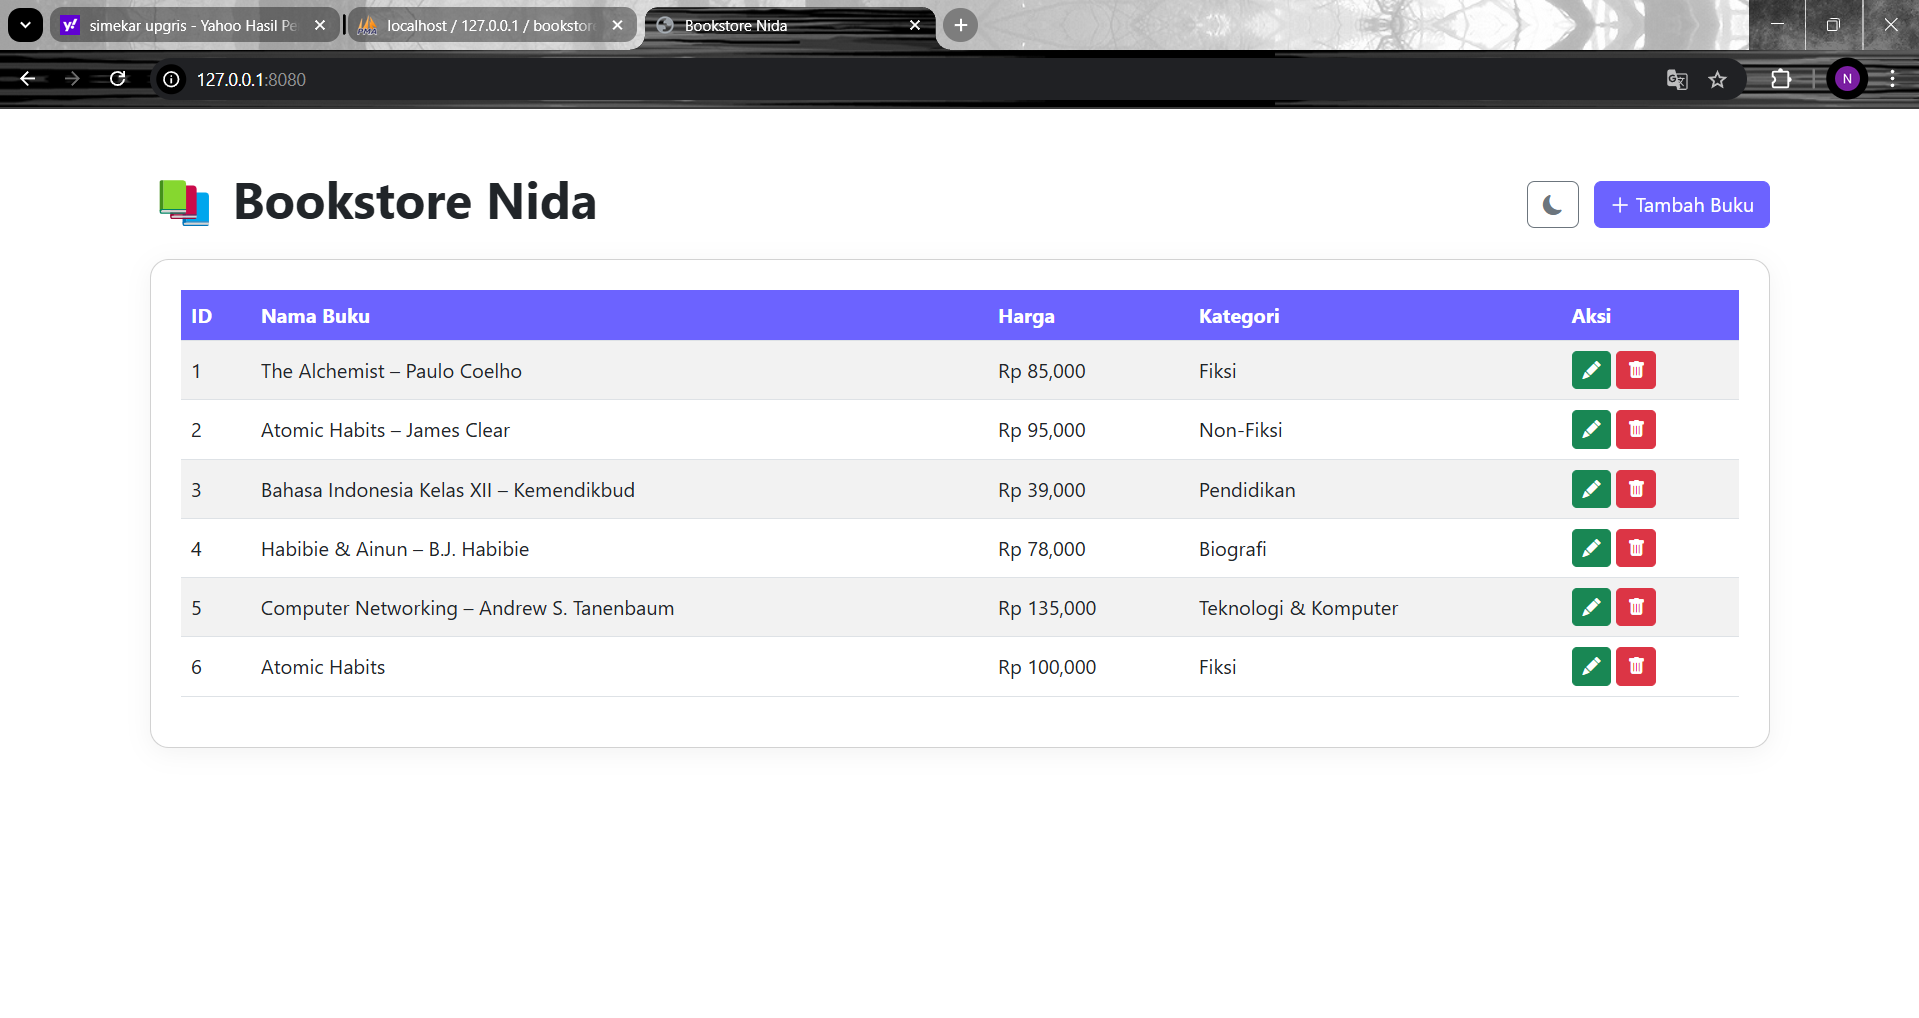 simekar upgris - Yahoo Hasil Pe
localhost / 127.0.0.1 / bookstor
Bookstore Nida
127.0.0.1:8080
N
Bookstore Nida
Tambah Buku
ID Nama Buku Harga Kategori Aksi
1 The Alchemist – Paulo Coelho Rp 85,000 Fiksi
2 Atomic Habits – James Clear Rp 95,000 Non-Fiksi
3 Bahasa Indonesia Kelas XII – Kemendikbud Rp 39,000 Pendidikan
4 Habibie & Ainun – B.J. Habibie Rp 78,000 Biografi
5 Computer Networking – Andrew S. Tanenbaum Rp 135,000 Teknologi & Komputer
6 Atomic Habits Rp 100,000 Fiksi